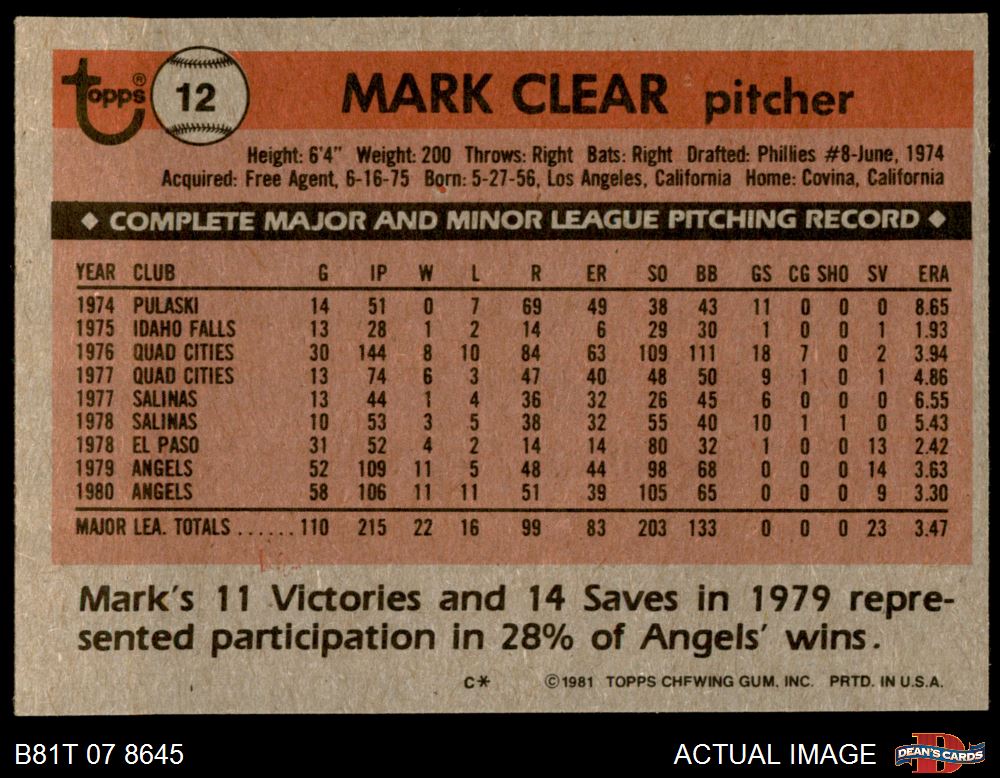 topps® 12 MARK CLEAR pitcher
Height: 6'4" Weight: 200 Throws: Right Bats: Right Drafted: Phillies #8-June, 1974
Acquired: Free Agent, 6-16-75 Born: 5-27-56, Los Angeles, California Home: Covina, California
◆ COMPLETE MAJOR AND MINOR LEAGUE PITCHING RECORD ◆
YEAR CLUB G IP W L R ER SO BB GS CG SHO SV ERA
1974 PULASKI 14 51 0 7 69 49 38 43 11 0 0 0 8.65
1975 IDAHO FALLS 13 28 1 2 14 6 29 30 1 0 0 1 1.93
1976 QUAD CITIES 30 144 8 10 84 63 109 111 18 7 0 2 3.94
1977 QUAD CITIES 13 74 6 3 47 40 48 50 9 1 0 1 4.86
1977 SALINAS 13 44 1 4 36 32 26 45 6 0 0 0 6.55
1978 SALINAS 10 53 3 5 38 32 55 40 10 1 1 0 5.43
1978 EL PASO 31 52 4 2 14 14 80 32 1 0 0 13 2.42
1979 ANGELS 52 109 11 5 48 44 98 68 0 0 0 14 3.63
1980 ANGELS 58 106 11 11 51 39 105 65 0 0 0 9 3.30
MAJOR LEA. TOTALS ...... 110 215 22 16 99 83 203 133 0 0 0 23 3.47
Mark's 11 Victories and 14 Saves in 1979 repre-
sented participation in 28% of Angels' wins.
C* ©1981 TOPPS CHEWING GUM, INC. PRTD. IN U.S.A.
B81T 07 8645 ACTUAL IMAGE DEAN'S CARDS